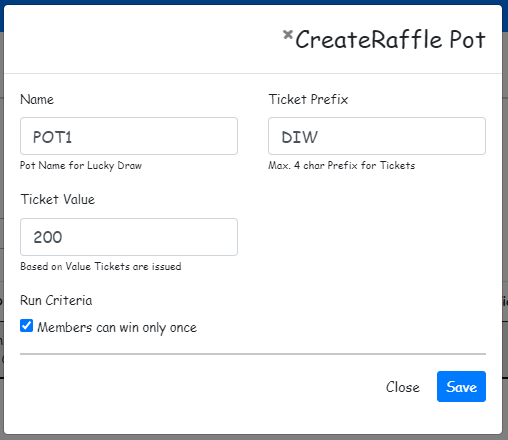 ×CreateRaffle Pot
Name
Ticket Prefix
POT1
DIW
Pot Name for Lucky Draw
Max. 4 char Prefix for Tickets
Ticket Value
200
Based on Value Tickets are issued
Run Criteria
Members can win only once
Close
Save